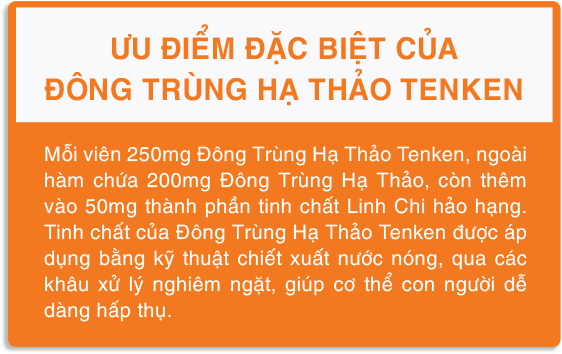 ƯU ĐIỂM ĐẶC BIỆT CỦA
ĐÔNG TRÙNG HẠ THẢO TENKEN
Mỗi viên 250mg Đông Trùng Hạ Thảo Tenken, ngoài
hàm chứa 200mg Đông Trùng Hạ Thảo, còn thêm
vào 50mg thành phần tinh chất Linh Chi hảo hạng.
Tinh chất của Đông Trùng Hạ Thảo Tenken được áp
dụng bằng kỹ thuật chiết xuất nước nóng, qua các
khâu xử lý nghiêm ngặt, giúp cơ thể con người dễ
dàng hấp thụ.